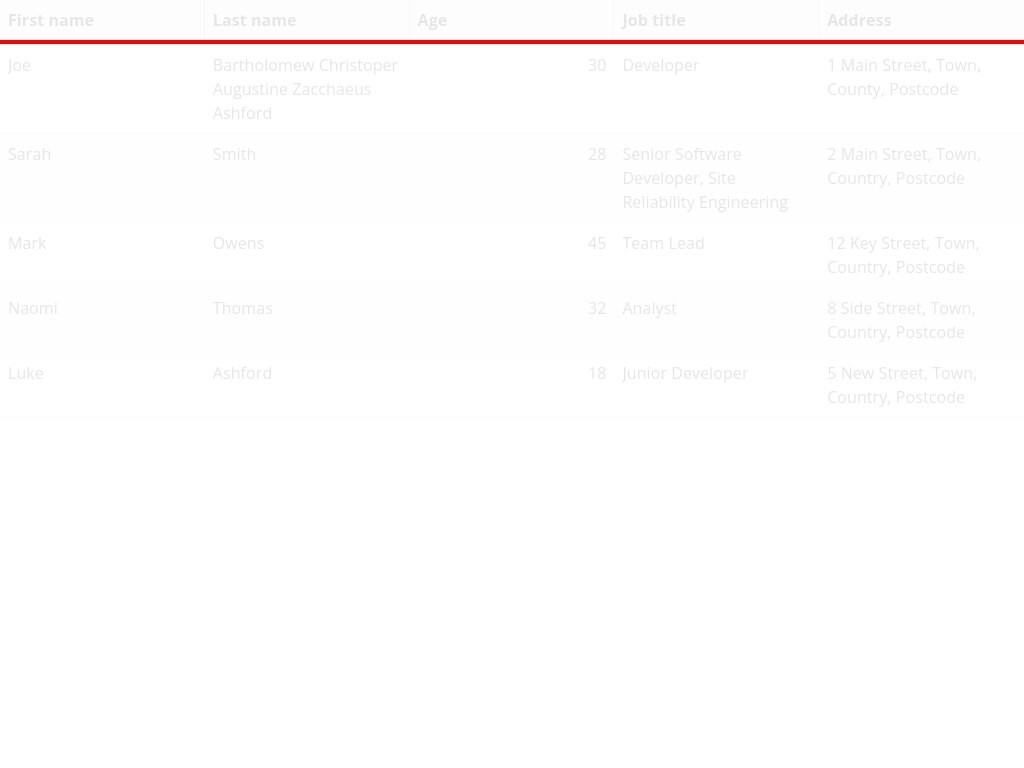 First name Last name Age Job title Address
Joe Bartholomew Christoper Augustine Zacchaeus Ashford 30 Developer 1 Main Street, Town, County, Postcode
Sarah Smith 28 Senior Software Developer, Site Reliability Engineering 2 Main Street, Town, Country, Postcode
Mark Owens 45 Team Lead 12 Key Street, Town, Country, Postcode
Naomi Thomas 32 Analyst 8 Side Street, Town, Country, Postcode
Luke Ashford 18 Junior Developer 5 New Street, Town, Country, Postcode